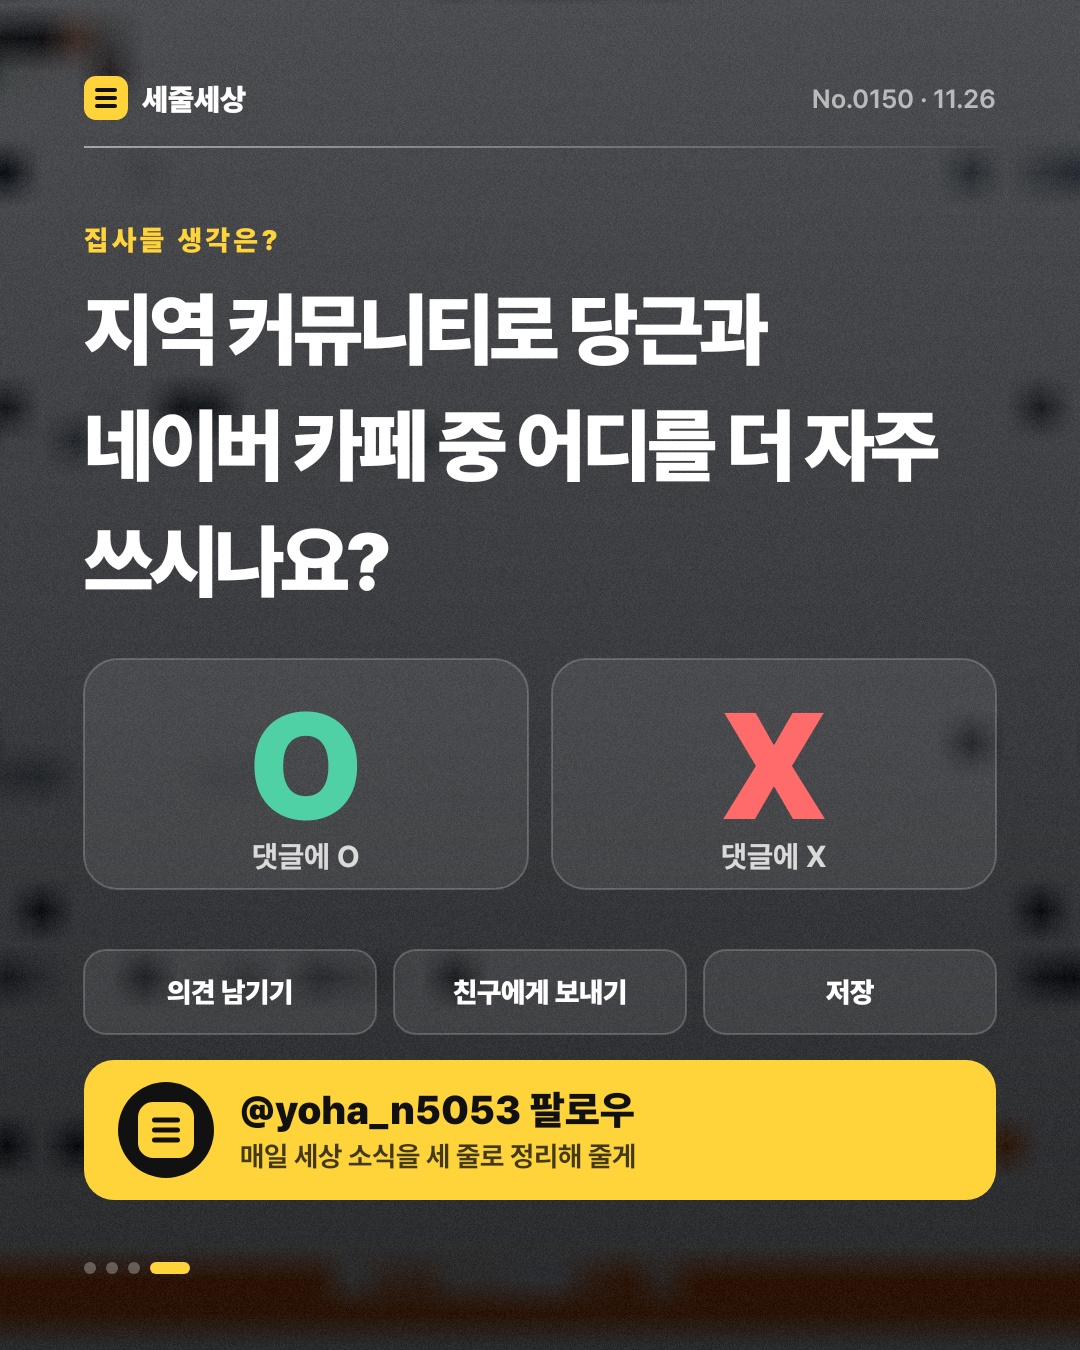 세줄세상
No.0150 · 11.26
집사들 생각은?
지역 커뮤니티로 당근과
네이버 카페 중 어디를 더 자주
쓰시나요?
O
댓글에 O
X
댓글에 X
의견 남기기
친구에게 보내기
저장
@yoha_n5053 팔로우
매일 세상 소식을 세 줄로 정리해 줄게